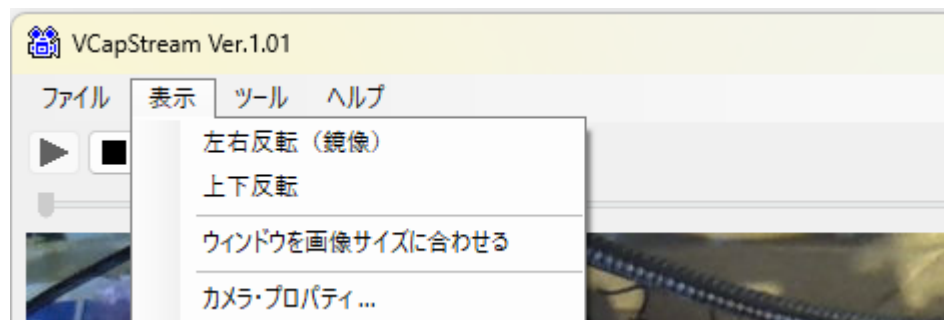 VCapStream Ver.1.01
ファイル 表示 ツール ヘルプ
左右反転（鏡像）
上下反転
ウィンドウを画像サイズに合わせる
カメラ・プロパティ...